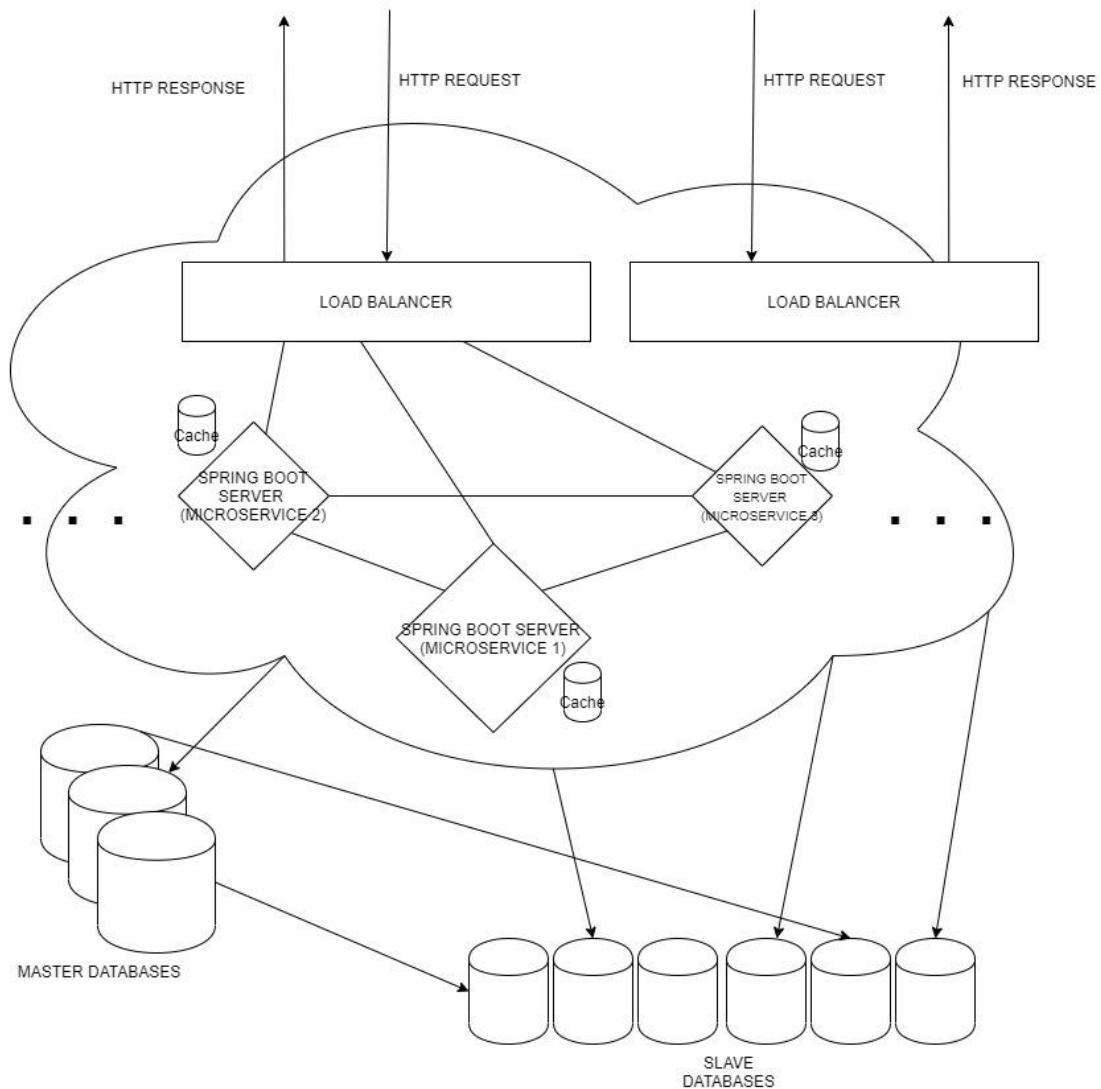 HTTP RESPONSE
HTTP REQUEST
HTTP REQUEST
HTTP RESPONSE
LOAD BALANCER
LOAD BALANCER
Cache
SPRING BOOT
SERVER
(MICROSERVICE 2)
Cache
SPRING BOOT
SERVER
(MICROSERVICE 3)
SPRING BOOT SERVER
(MICROSERVICE 1)
Cache
MASTER DATABASES
SLAVE
DATABASES